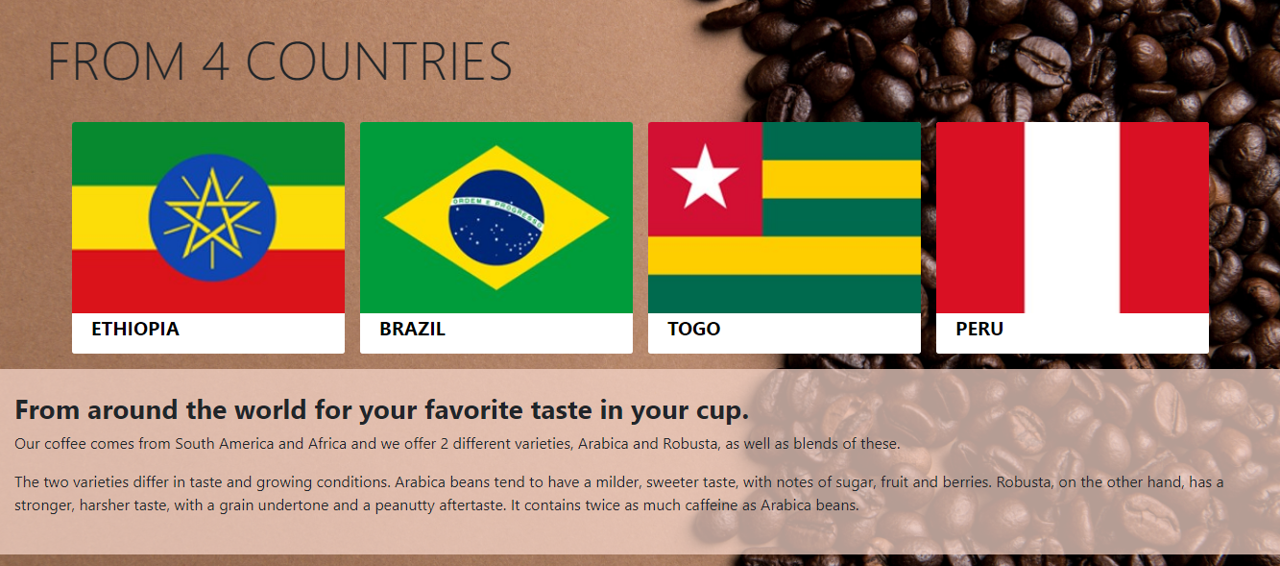 FROM 4 COUNTRIES
ORDEM E PROGRESSO
ETHIOPIA
BRAZIL
TOGO
PERU
From around the world for your favorite taste in your cup.
Our coffee comes from South America and Africa and we offer 2 different varieties, Arabica and Robusta, as well as blends of these.
The two varieties differ in taste and growing conditions. Arabica beans tend to have a milder, sweeter taste, with notes of sugar, fruit and berries. Robusta, on the other hand, has a
stronger, harsher taste, with a grain undertone and a peanutty aftertaste. It contains twice as much caffeine as Arabica beans.